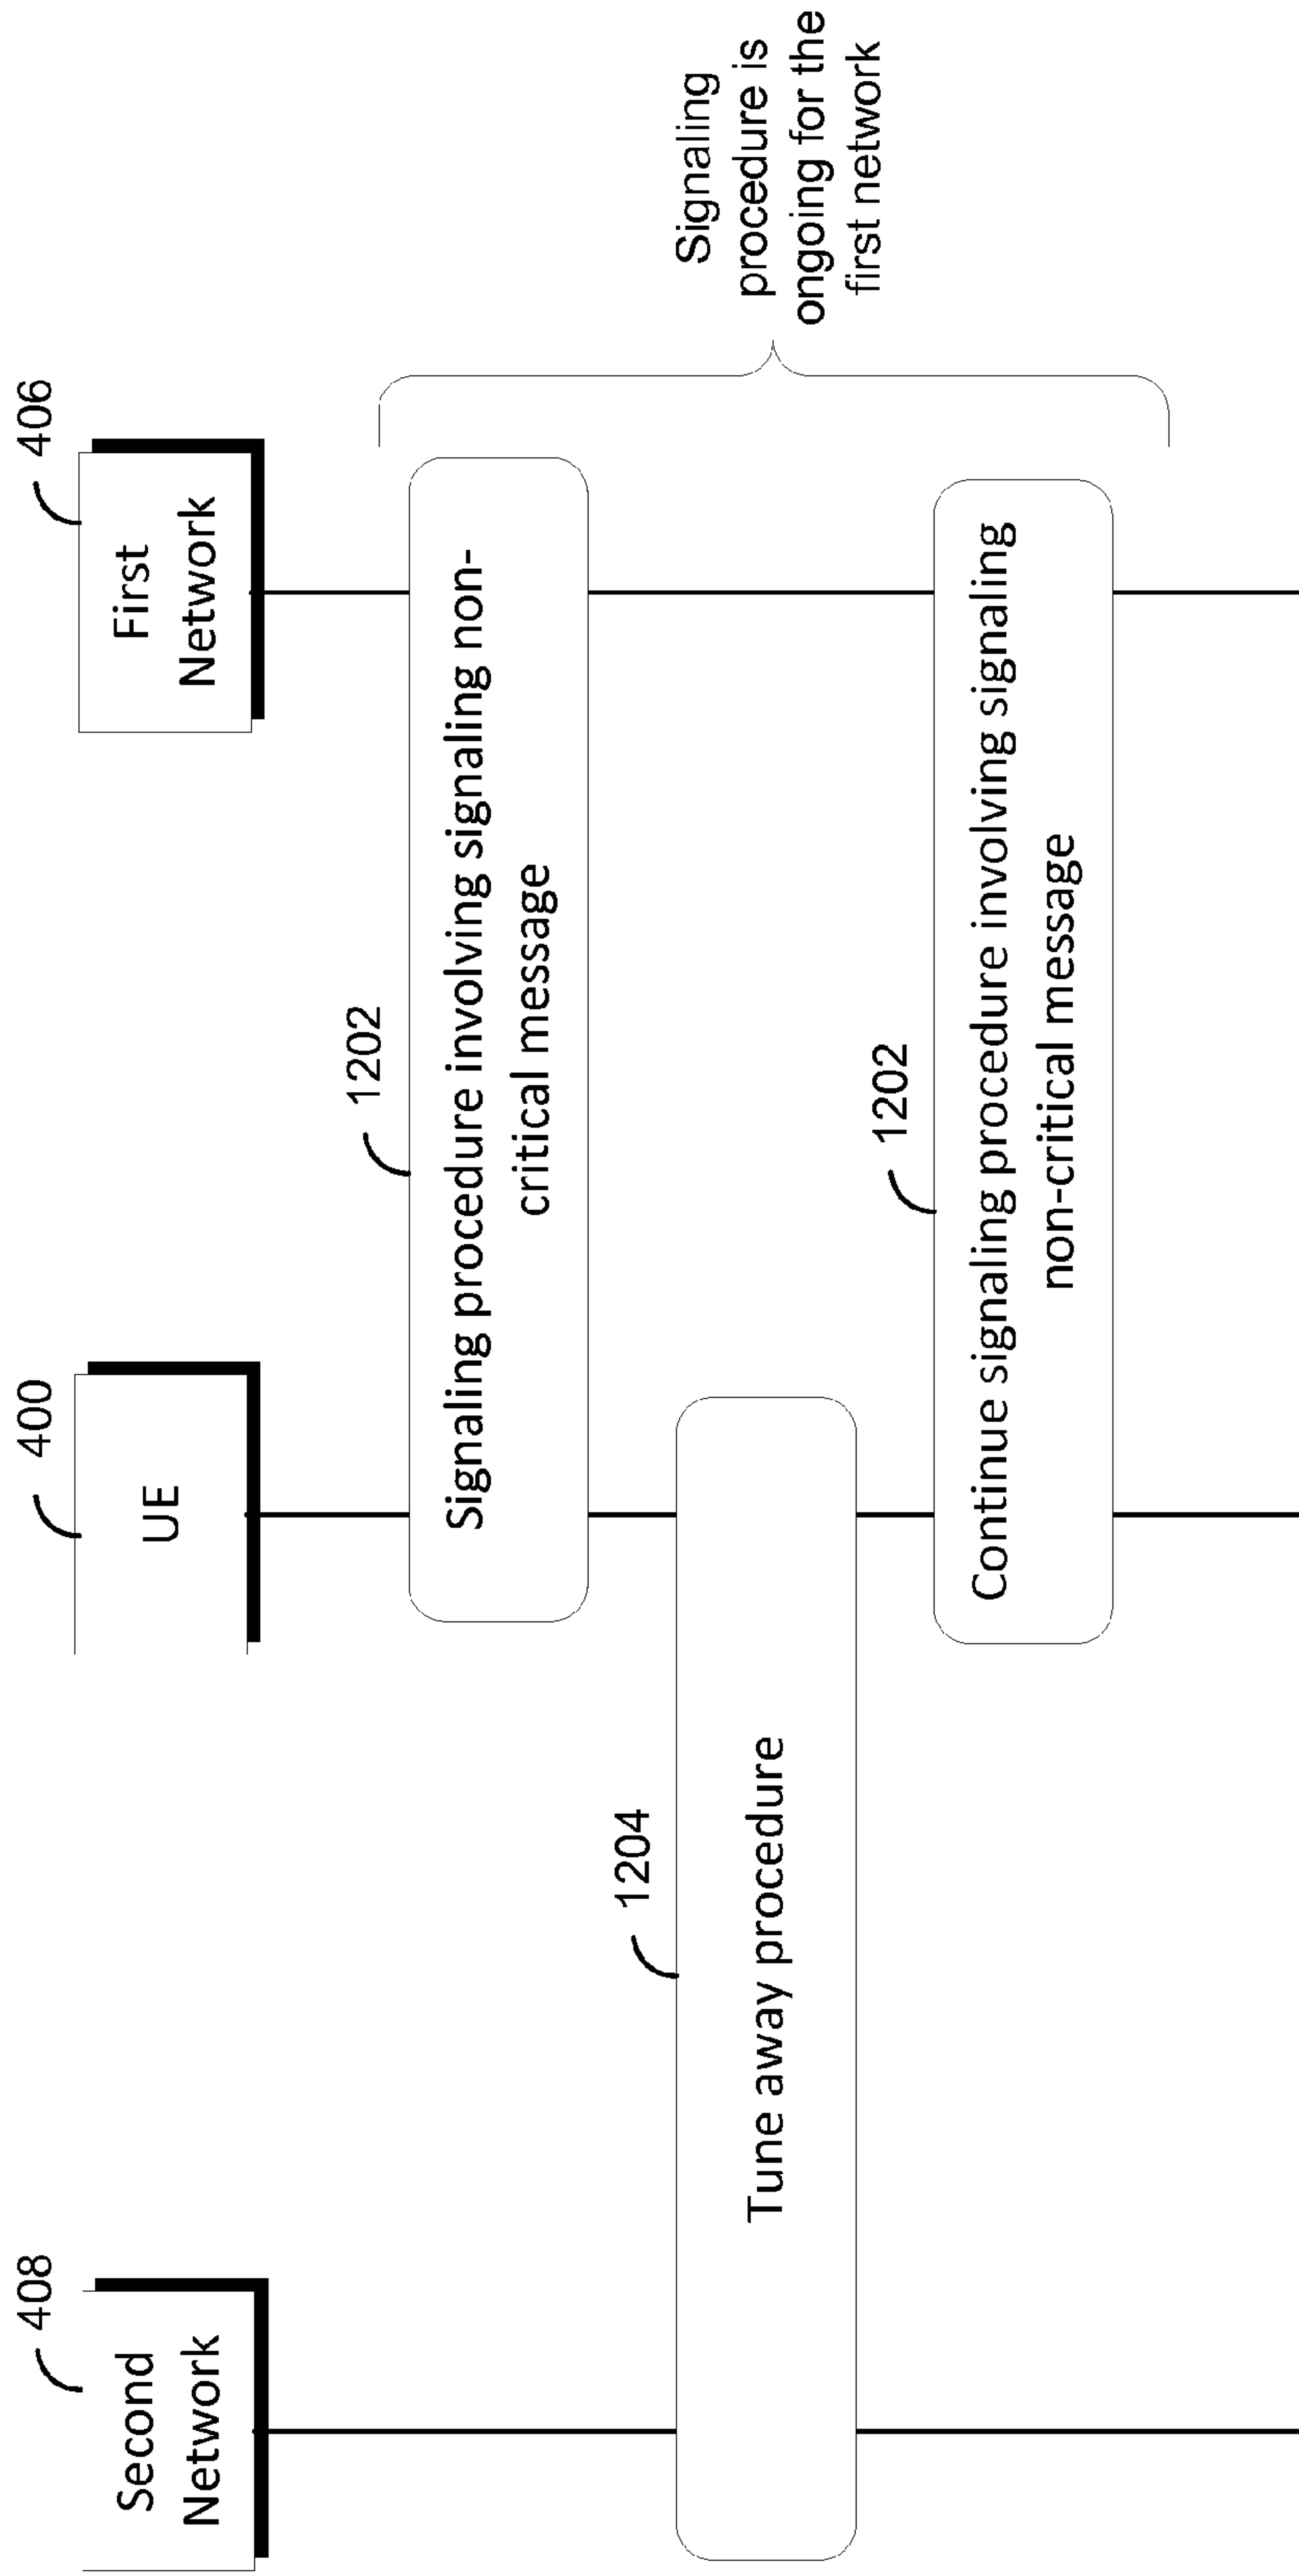 408
400
406
Second
Network
UE
First
Network
1202
Signaling procedure involving signaling non-
critical message
1204
Tune away procedure
1202
Continue signaling procedure involving signaling
non-critical message
Signaling
procedure is
ongoing for the
first network